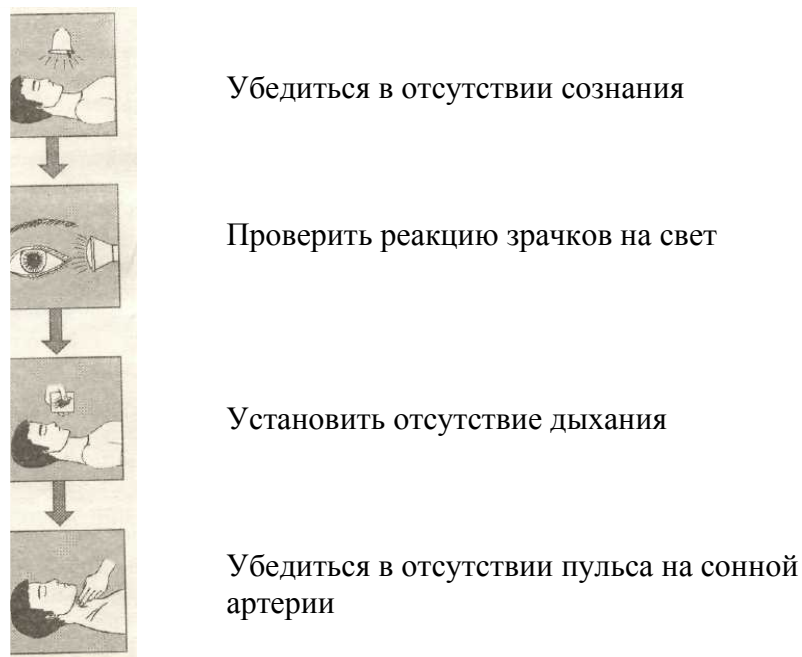 Убедиться в отсутствии сознания
Проверить реакцию зрачков на свет
Установить отсутствие дыхания
Убедиться в отсутствии пульса на сонной
артерии